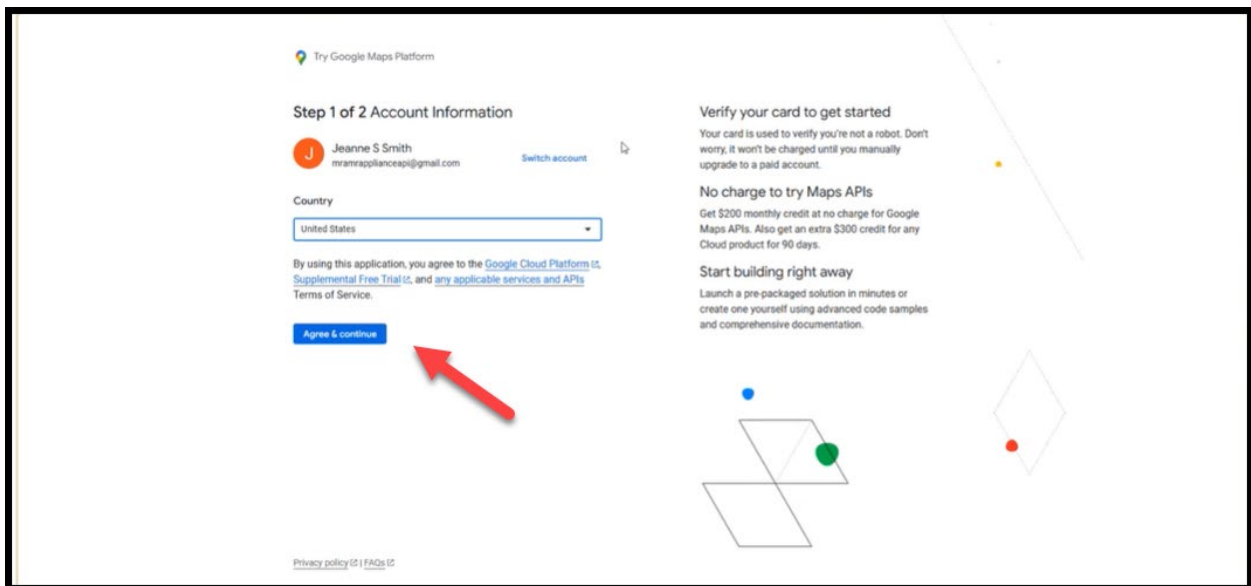 Try Google Maps Platform
Step 1 of 2 Account Information
J
Jeanne S Smith
mramrapplianceapi@gmail.com
Switch account
Country
United States
By using this application, you agree to the Google Cloud Platform,
Supplemental Free Trial, and any applicable services and APIs
Terms of Service.
Agree & continue
Privacy policy | FAQs
Verify your card to get started
Your card is used to verify you're not a robot. Don't
worry, it won't be charged until you manually
upgrade to a paid account.
No charge to try Maps APIs
Get $200 monthly credit at no charge for Google
Maps APIs. Also get an extra $300 credit for any
Cloud product for 90 days.
Start building right away
Launch a pre-packaged solution in minutes or
create one yourself using advanced code samples
and comprehensive documentation.